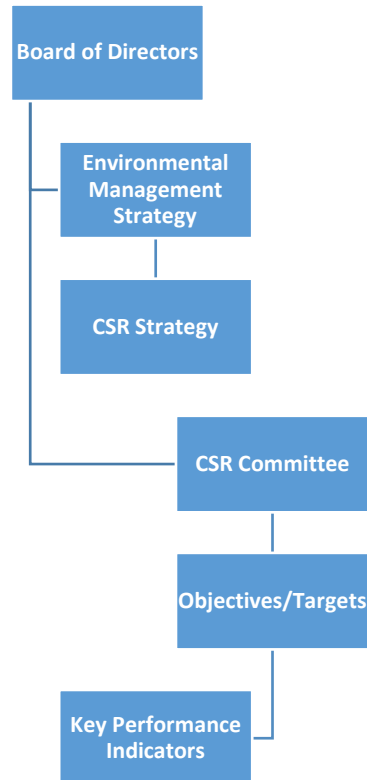 Board of Directors
Environmental
Management
Strategy
CSR Strategy
CSR Committee
Objectives/Targets
Key Performance
Indicators